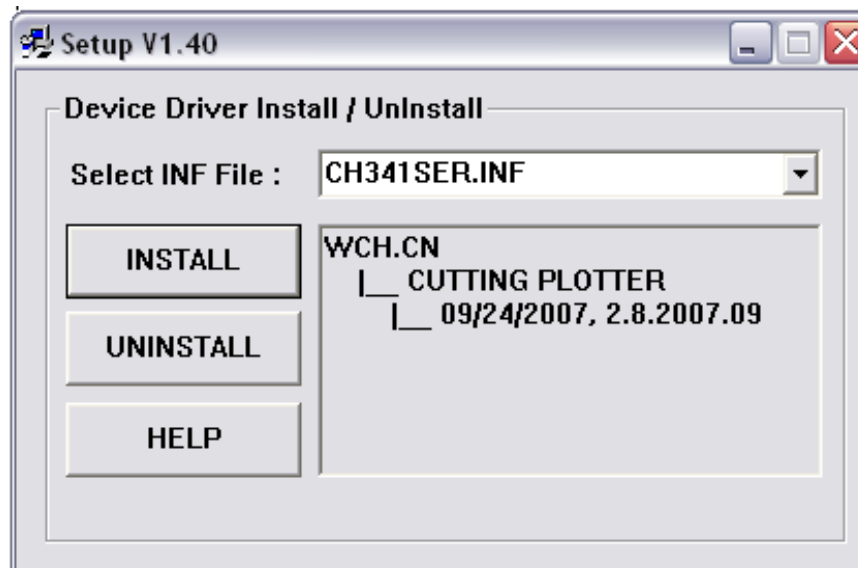 Setup V1.40
Device Driver Install / UnInstall
Select INF File :
CH341SER.INF
INSTALL
UNINSTALL
HELP
WCH.CN
|__ CUTTING PLOTTER
|__ 09/24/2007, 2.8.2007.09